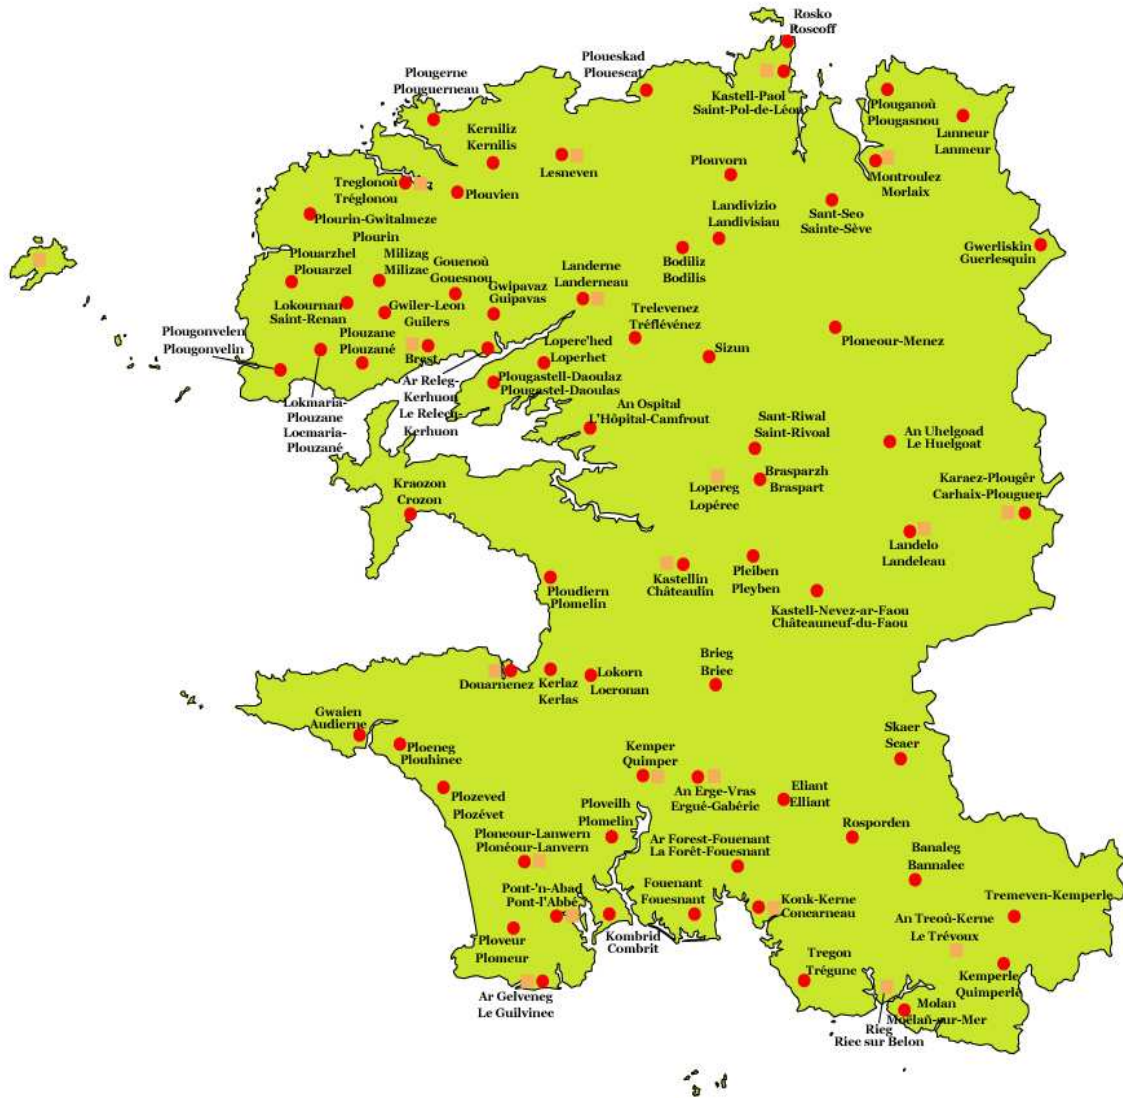 Rosko
Roscoff
Ploueskad
Plouescat
Plougerne
Plouguerneau
Kastell-Paol
Saint-Pol-de-Léon
Plouganoù
Plougasnou
Lanneur
Lanmeur
Kerniliz
Kernilis
Lesneven
Plouvorn
Montroulez
Morlaix
Treglonoù
Tréglonou
Plouvien
Landivizio
Landivisiau
Sant-Seo
Sainte-Sève
Plourin-Gwitalmeze
Plourin
Gwerliskin
Guerlesquin
Plouarzhel
Plouarzel
Milizag
Milizac
Gouenoù
Gouesnou
Gwipavaz
Guipavas
Landerne
Landerneau
Bodiliz
Bodilis
Lokournan
Saint-Renan
Gwiler-Leon
Guilers
Trelevenez
Tréflévénez
Plougonvelen
Plougonvelin
Plouzane
Plouzané
Brest
Lopere'hed
Loperhet
Sizun
Ploneour-Menez
Lokmaria-
Plouzane
Locmaria-
Plouzané
Ar Releg-
Kerhuon
Le Relecq-
Kerhuon
Plougastell-Daoulaz
Plougastel-Daoulas
An Ospital
L'Hôpital-Camfrout
Sant-Riwal
Saint-Rivoal
An Uhelgoad
Le Huelgoat
Kraozon
Crozon
Lopereg
Lopérec
Brasparzh
Braspart
Karaez-Plougêr
Carhaix-Plouguer
Landelo
Landeleau
Ploudiern
Plomelin
Kastellin
Châteaulin
Pleiben
Pleyben
Kastell-Nevez-ar-Faou
Châteauneuf-du-Faou
Douarnenez
Kerlaz
Kerlas
Lokorn
Locronan
Brieg
Briec
Gwaien
Audierne
Ploeneg
Plouhinec
Skaer
Scaer
Kemper
Quimper
An Erge-Vras
Ergué-Gabérie
Eliant
Elliant
Plozeved
Plozévet
Ploveilh
Plomelin
Rosporden
Ploneour-Lanwern
Plonéour-Lanvern
Ar Forest-Fouenant
La Forêt-Fouesnant
Banaleg
Bannalec
Pont-'n-Abad
Pont-l'Abbé
Fouenant
Fouesnant
Konk-Kerne
Concarneau
Tremeven-Kemperle
Ploveur
Plomeur
Kombrid
Combrit
An Treoù-Kerne
Le Trévoux
Tregon
Trégune
Kemperle
Quimperlé
Ar Gelveneg
Le Guilvinec
Molan
Moëlañ-sur-Mer
Rieg
Riec sur Belon